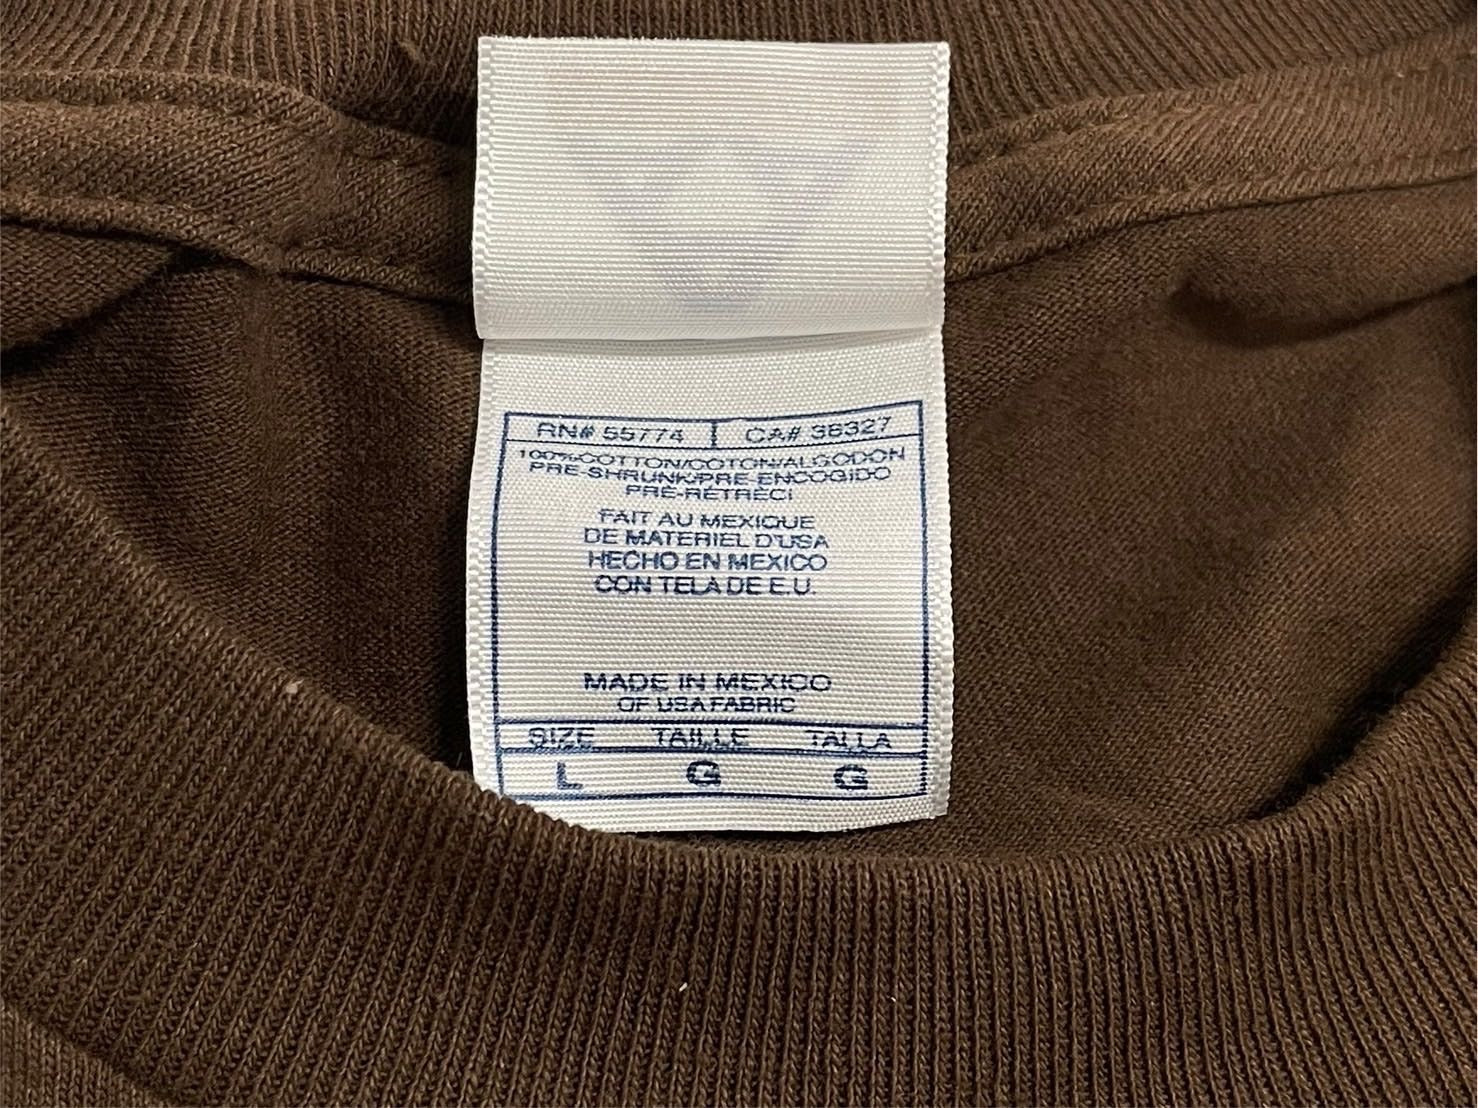 RN# 55774 CA# 38327
100%COTTON/COTON/ALGODON
PRE-SHRUNK/PRE-ENCOGIDO
PRÉ-RÉTRÉCI
FAIT AU MEXIQUE
DE MATERIEL D'USA
HECHO EN MEXICO
CON TELA DE E.U.
MADE IN MEXICO
OF USA FABRIC
SIZE TAILLE TALLA
L G G